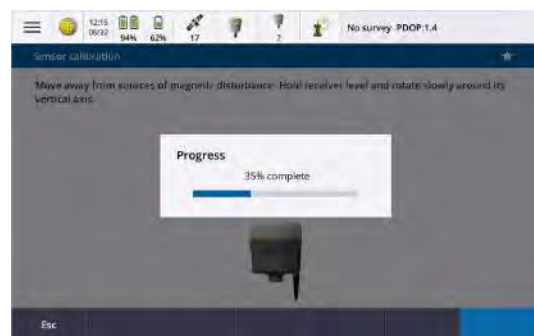 12:15
06/22
94%
62%
17
?
No survey PDOP:1.4
Sensor calibration
Move away from sources of magnetic disturbance. Hold receiver level and rotate slowly around its
vertical axis.
Progress
35% complete
Esc